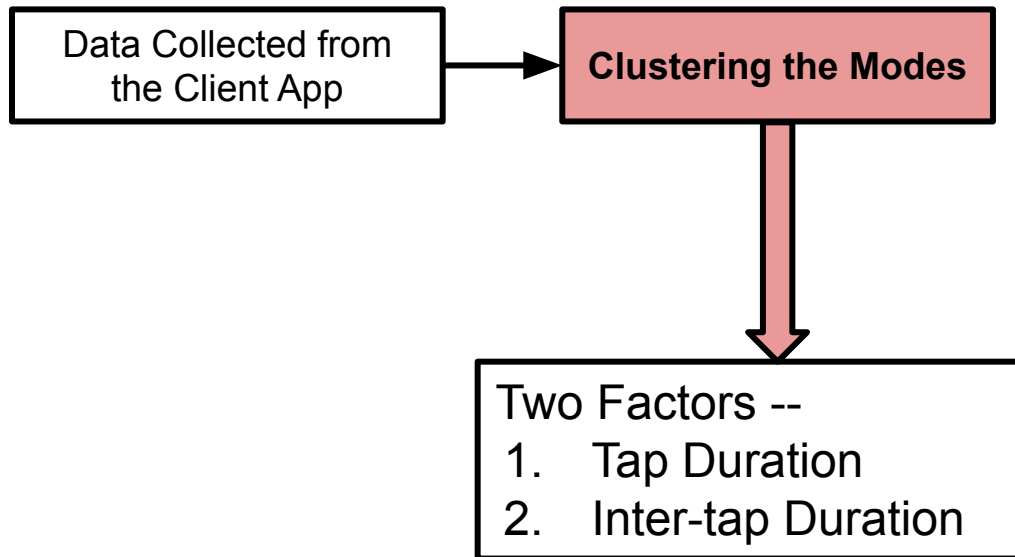 Data Collected from
the Client App
Clustering the Modes
Two Factors --
1. Tap Duration
2. Inter-tap Duration